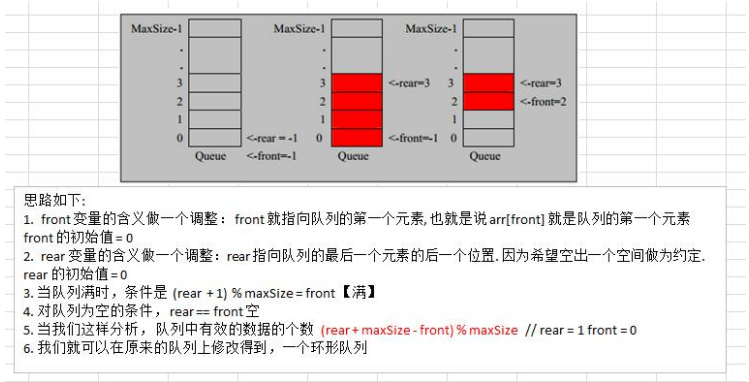 MaxSize-1 MaxSize-1 MaxSize-1
. . .
. . .
3 3 <-rear=3 3 <-rear=3
2 2 2 <-front=2
1 1 1
0 <-rear = -1 0 <-front=-1 0
Queue <-front=-1 Queue Queue
思路如下:
1. front 变量的含义做一个调整： front 就指向队列的第一个元素, 也就是说 arr[front] 就是队列的第一个元素
front 的初始值 = 0
2. rear 变量的含义做一个调整：rear 指向队列的最后一个元素的后一个位置. 因为希望空出一个空间做为约定.
rear 的初始值 = 0
3. 当队列满时，条件是 (rear + 1) % maxSize = front 【满】
4. 对队列为空的条件， rear == front 空
5. 当我们这样分析， 队列中有效的数据的个数 (rear + maxSize - front) % maxSize // rear = 1 front = 0
6. 我们就可以在原来的队列上修改得到，一个环形队列